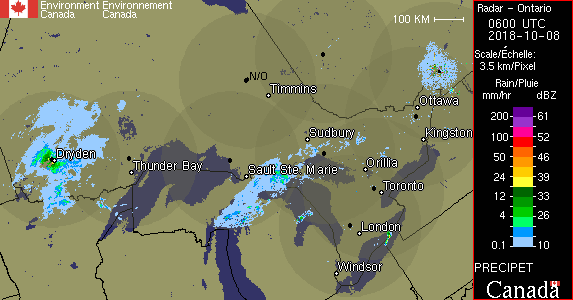 Environment Environnement
Canada Canada
100 KM
N/O
Timmins
Ottawa
Sudbury
Kingston
Dryden
Thunder Bay
Sault Ste. Marie
Orillia
Toronto
London
Windsor
Radar - Ontario
0600 UTC
2018-10-08
Scale/Échelle:
3.5 km/Pixel
Rain/Pluie
mm/hr dBZ
200 61
100 52
50 46
24 39
12 33
4 26
0.1 10
PRECIPET
Canada